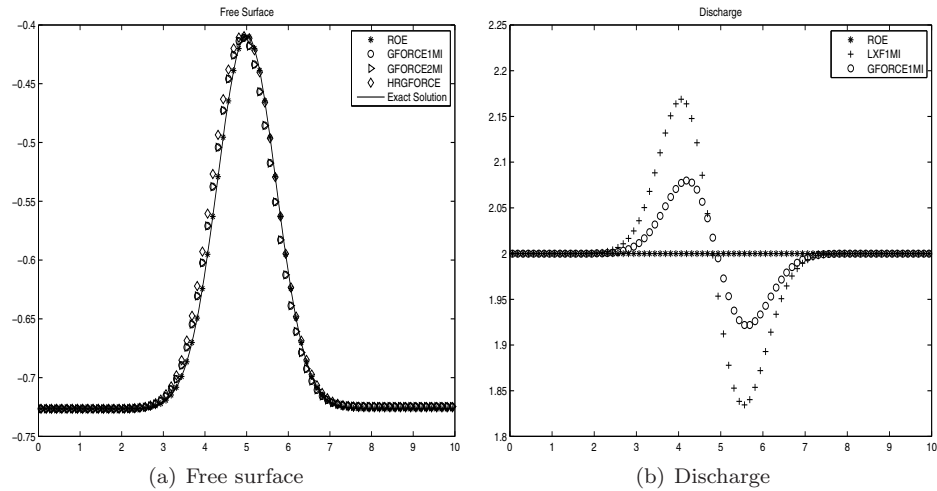 Free Surface
-0.4
-0.45
-0.5
-0.55
-0.6
-0.65
-0.7
-0.75
0 1 2 3 4 5 6 7 8 9 10
ROE
GFORCE1MI
GFORCE2MI
HRGFORCE
Exact Solution
(a) Free surface
Discharge
2.25
2.2
2.15
2.1
2.05
2
1.95
1.9
1.85
1.8
0 1 2 3 4 5 6 7 8 9 10
ROE
LXF1MI
GFORCE1MI
(b) Discharge